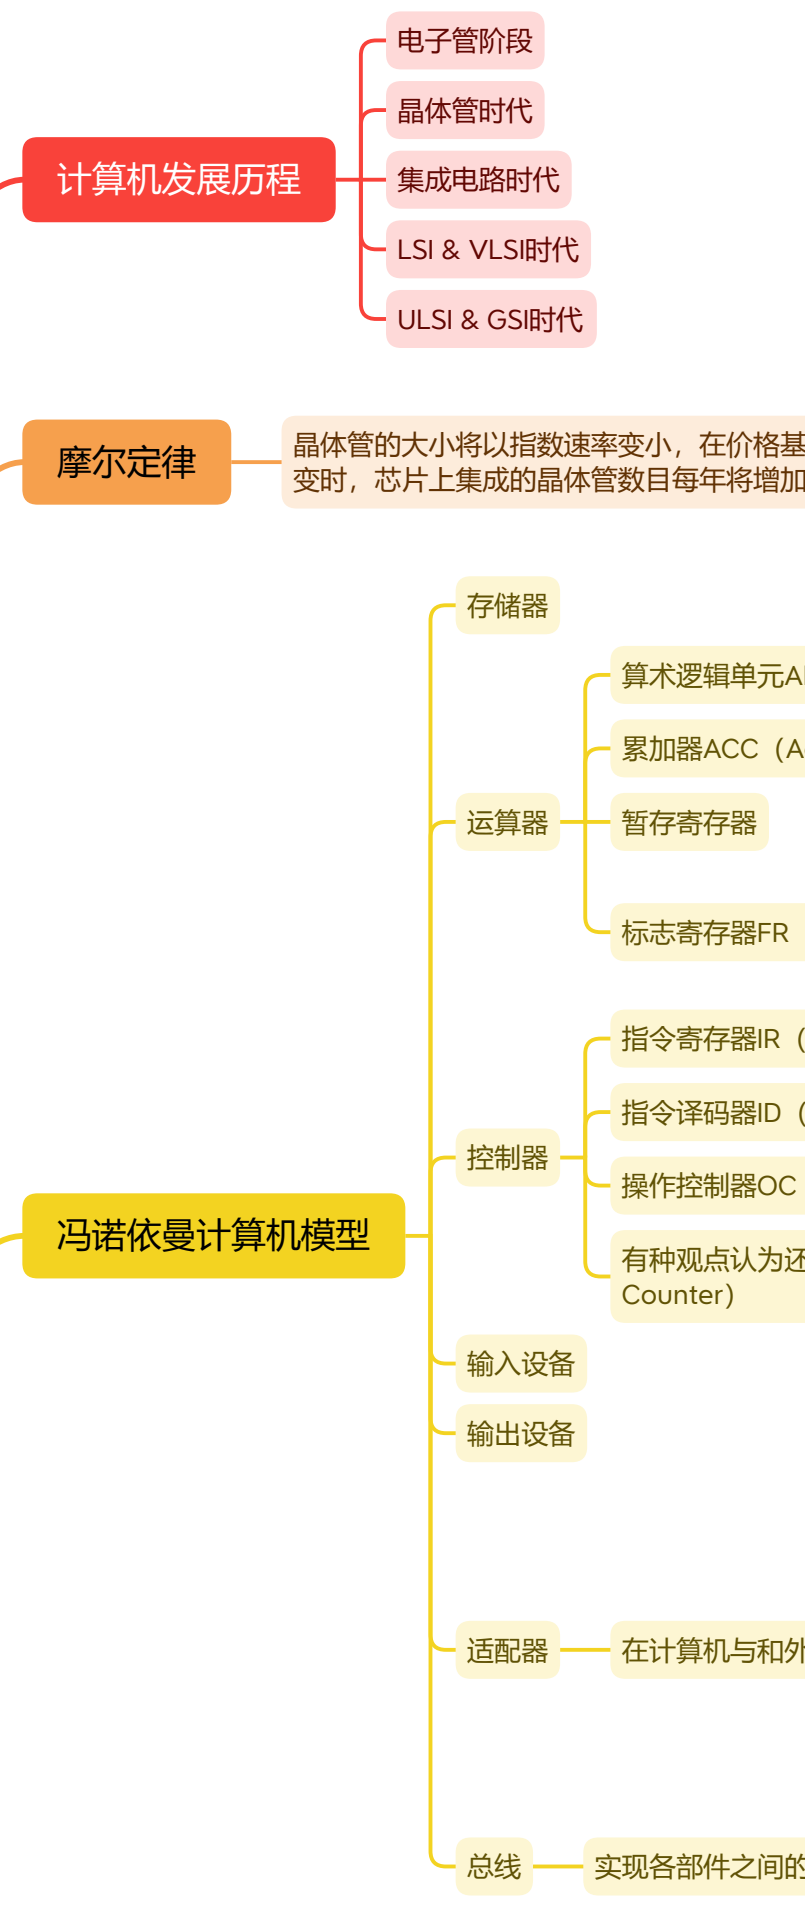 电子管阶段
晶体管时代
计算机发展历程
集成电路时代
LSI & VLSI时代
ULSI & GSI时代
摩尔定律
晶体管的大小将以指数速率变小，在价格基
变时，芯片上集成的晶体管数目每年将增加
存储器
算术逻辑单元A
累加器ACC（A
运算器
暂存寄存器
标志寄存器FR
指令寄存器IR（
指令译码器ID（
控制器
操作控制器OC
冯诺依曼计算机模型
有种观点认为还
Counter）
输入设备
输出设备
适配器
在计算机与和外
总线
实现各部件之间的